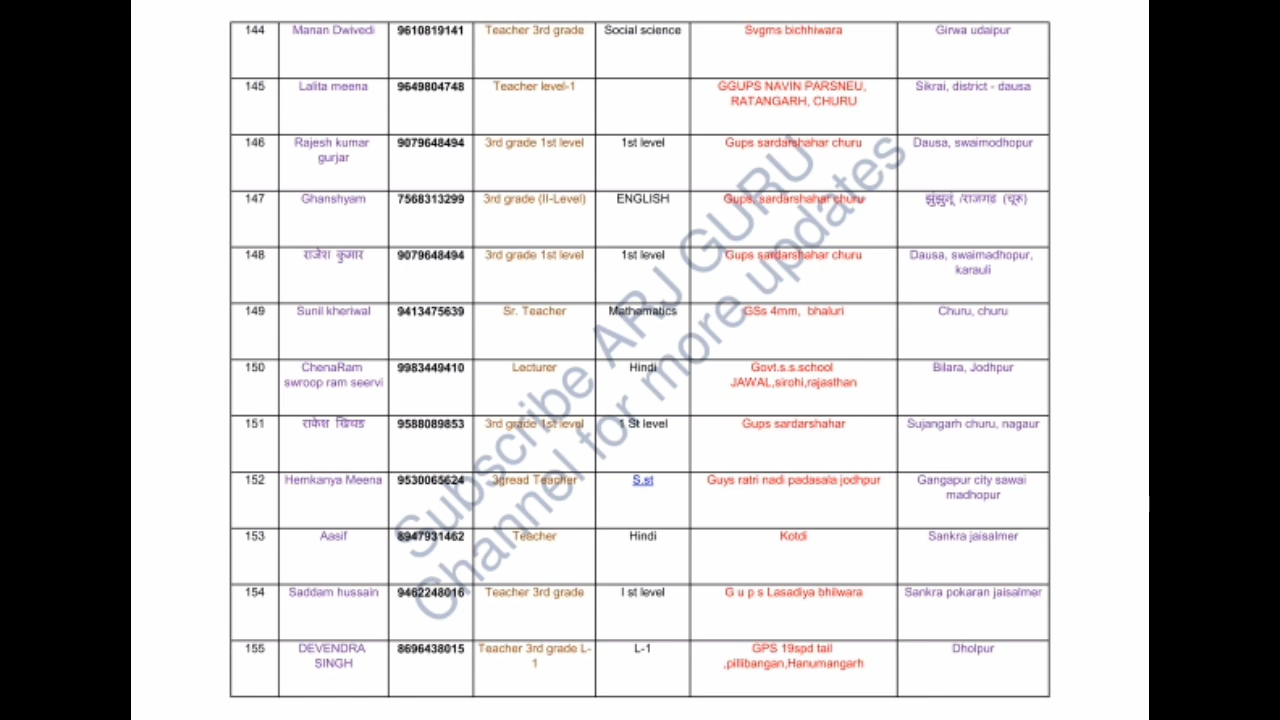 144 Manan Dwivedi 9610819141 Teacher 3rd grade Social science Svgms bichhiwara Girwa udaipur
145 Lalita meena 9649804748 Teacher level-1 GGUPS NAVIN PARSNEU, Sikrai, district - dausa
RATANGARH, CHURU
146 Rajesh kumar 9079648494 3rd grade 1st level 1st level Gups sardarshahar churu Dausa, swaimodhopur
gurjar
147 Ghanshyam 7568313299 3rd grade (II-Level) ENGLISH Gups, sardarshahar churu झुंझुनूं /राजगढ (चूरू)
148 राजेश कुमार 9079648494 3rd grade 1st level 1st level Gups sardarshahar churu Dausa, swaimadhopur,
karauli
149 Sunil kheriwal 9413475639 Sr. Teacher Mathematics GSs 4mm, bhaluri Churu, churu
150 ChenaRam 9983449410 Lecturer Hindi Govt.s.s.school Bilara, Jodhpur
swroop ram seervi JAWAL,sirohi,rajasthan
151 राकेश खिचड 9588089853 3rd grade 1st level 1 St level Gups sardarshahar Sujangarh churu, nagaur
152 Hemkanya Meena 9530065624 3gread Teacher S.st Guys ratri nadi padasala jodhpur Gangapur city sawai
madhopur
153 Aasif 8947931462 Teacher Hindi Kotdi Sankra jaisalmer
154 Saddam hussain 9462248016 Teacher 3rd grade I st level G u p s Lasadiya bhilwara Sankra pokaran jaisalmer
155 DEVENDRA 8696438015 Teacher 3rd grade L- L-1 GPS 19spd tail Dholpur
SINGH 1 ,pillibangan,Hanumangarh
Subscribe ARJ GURU
Channel for more updates